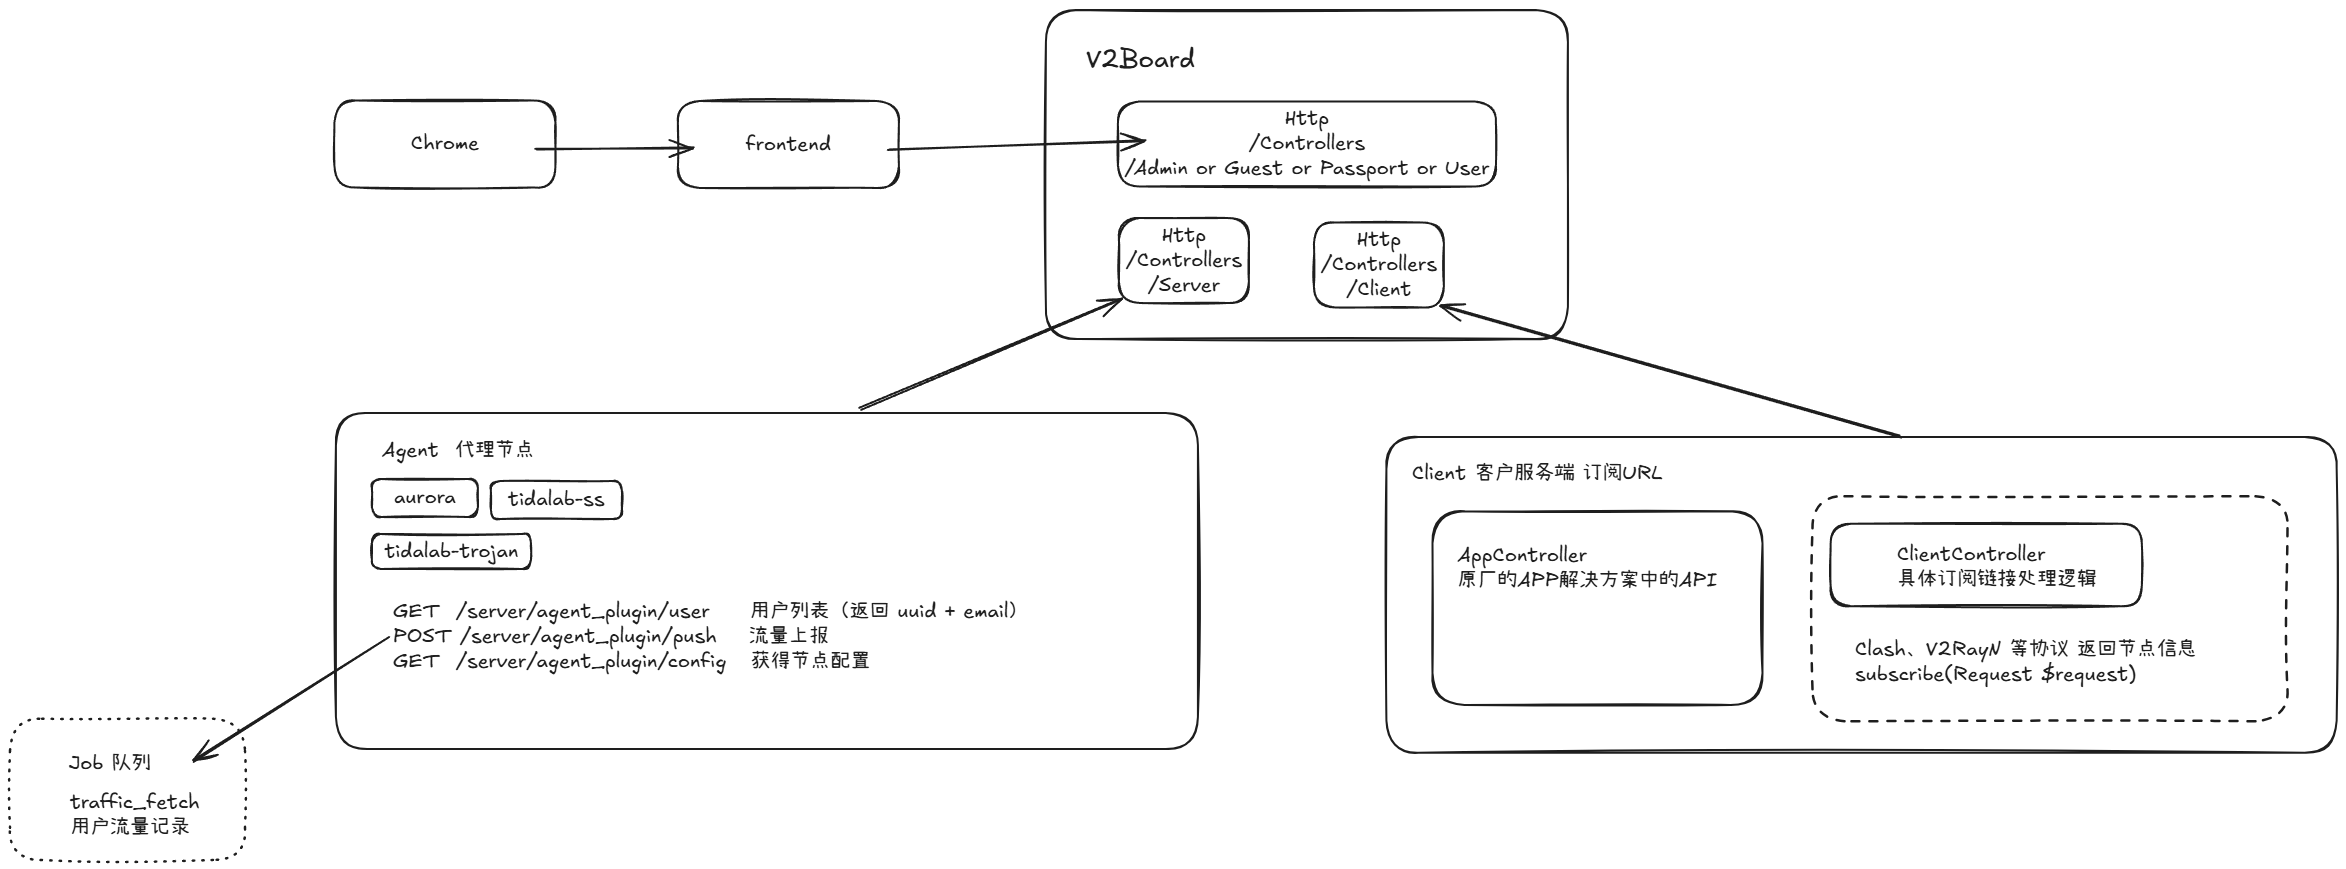 V2Board
Chrome
frontend
Http
/Controllers
/Admin or Guest or Passport or User
Http
/Controllers
/Server
Http
/Controllers
/Client
Agent 代理节点
aurora
tidalab-ss
tidalab-trojan
GET /server/agent_plugin/user 用户列表（返回 uuid + email）
POST /server/agent_plugin/push 流量上报
GET /server/agent_plugin/config 获得节点配置
Client 客户服务端 订阅URL
AppController
原厂的APP解决方案中的API
ClientController
具体订阅链接处理逻辑
Clash、V2RayN 等协议 返回节点信息
subscribe(Request $request)
Job 队列
traffic_fetch
用户流量记录